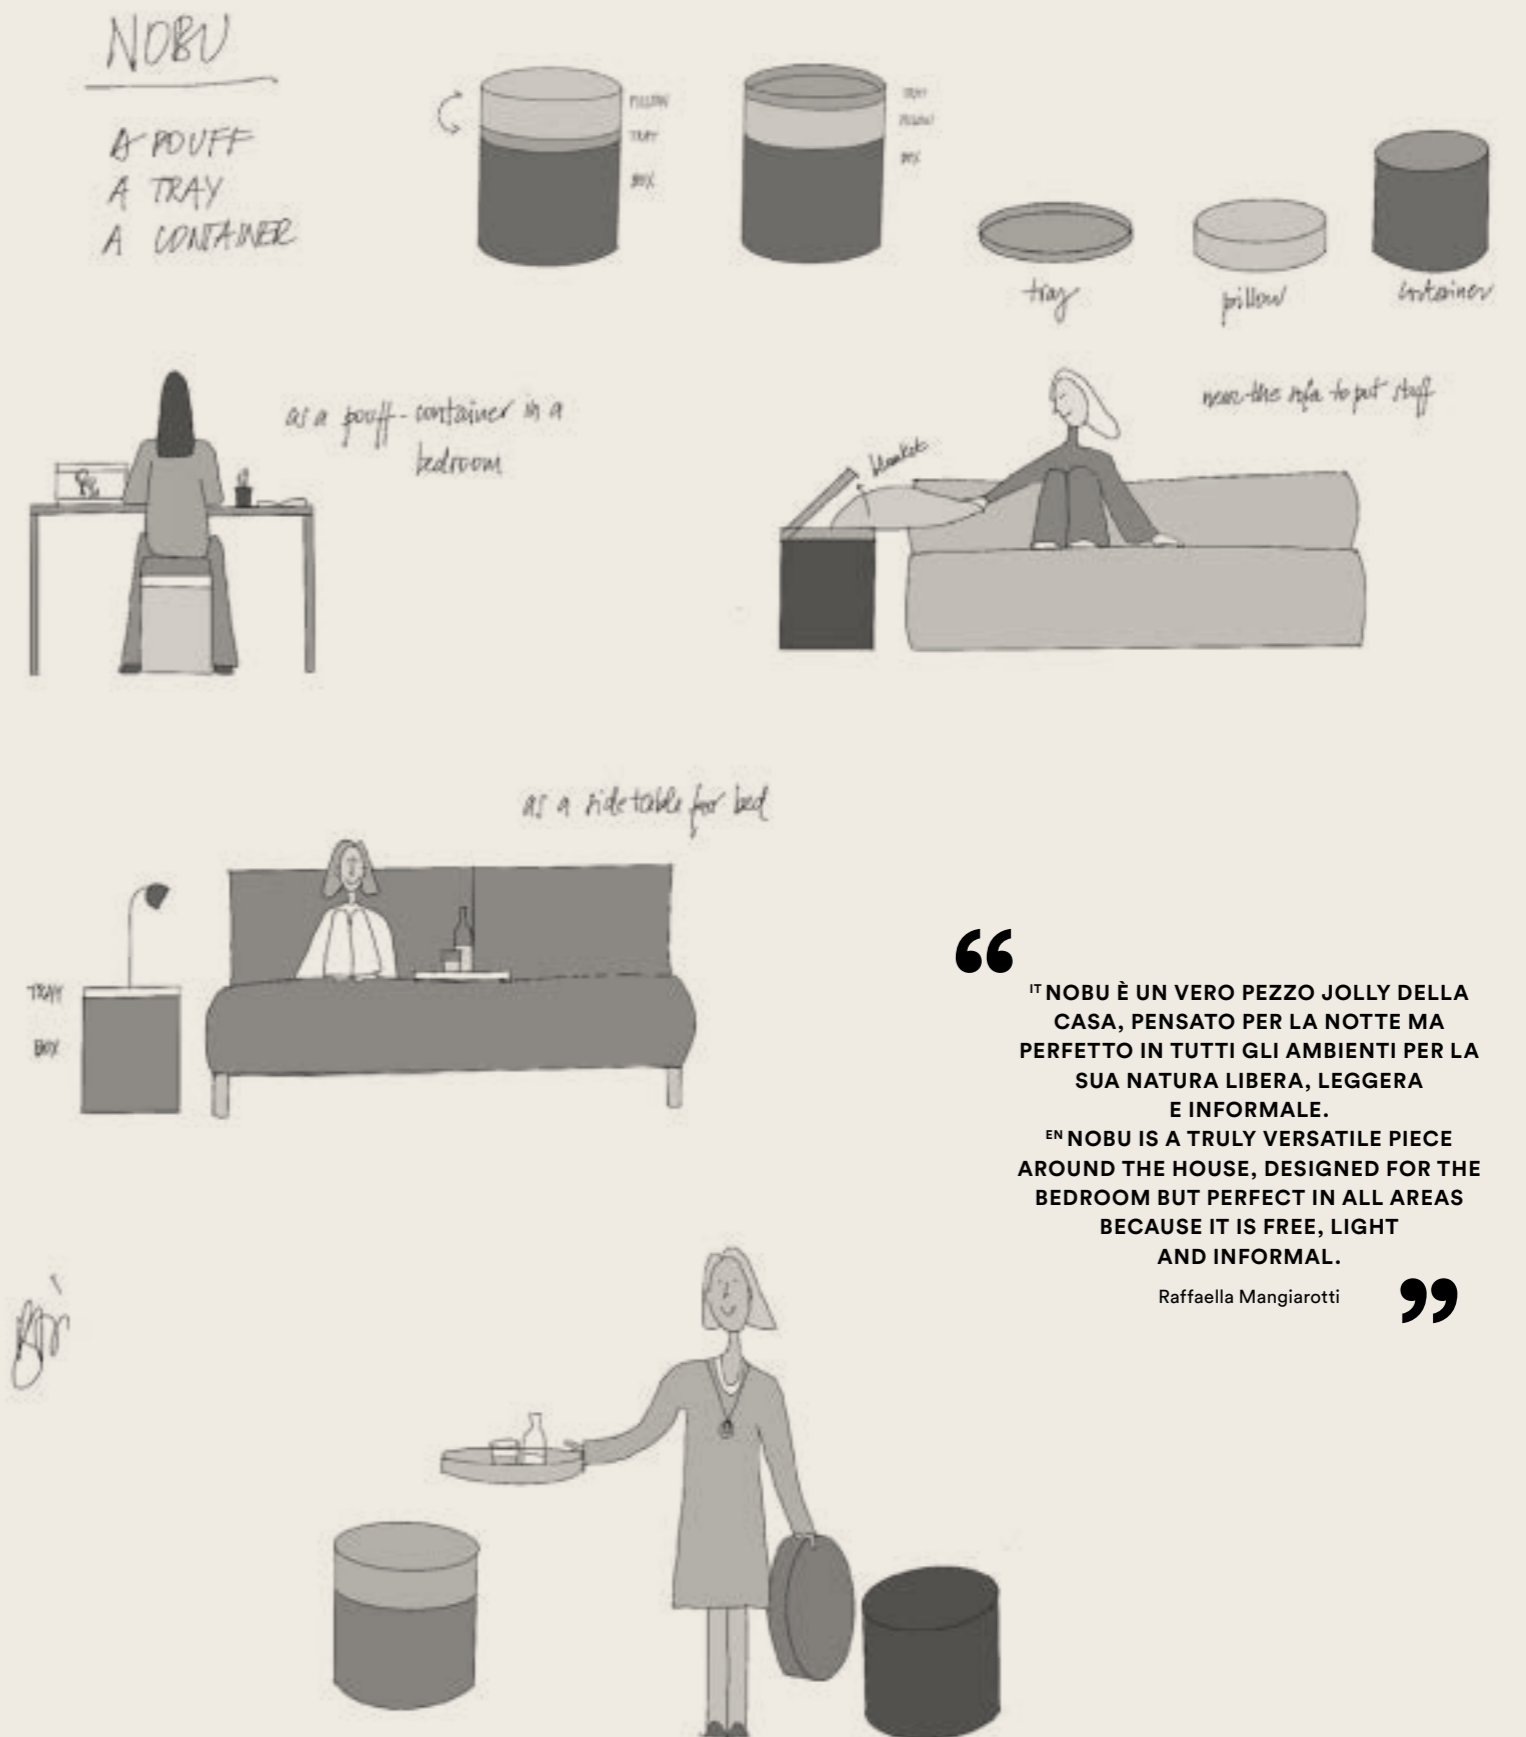 NOBU
A POUFF
A TRAY
A CONTAINER
PILLOW
TRAY
BOX
TRAY
PILLOW
BOX
tray
pillow
container
as a pouff-container in a
bedroom
near the sofa to put stuff
blanket
as a sidetable for bed
TRAY
BOX
“
IT NOBU È UN VERO PEZZO JOLLY DELLA
CASA, PENSATO PER LA NOTTE MA
PERFETTO IN TUTTI GLI AMBIENTI PER LA
SUA NATURA LIBERA, LEGGERA
E INFORMALE.
EN NOBU IS A TRULY VERSATILE PIECE
AROUND THE HOUSE, DESIGNED FOR THE
BEDROOM BUT PERFECT IN ALL AREAS
BECAUSE IT IS FREE, LIGHT
AND INFORMAL.
Raffaella Mangiarotti
”